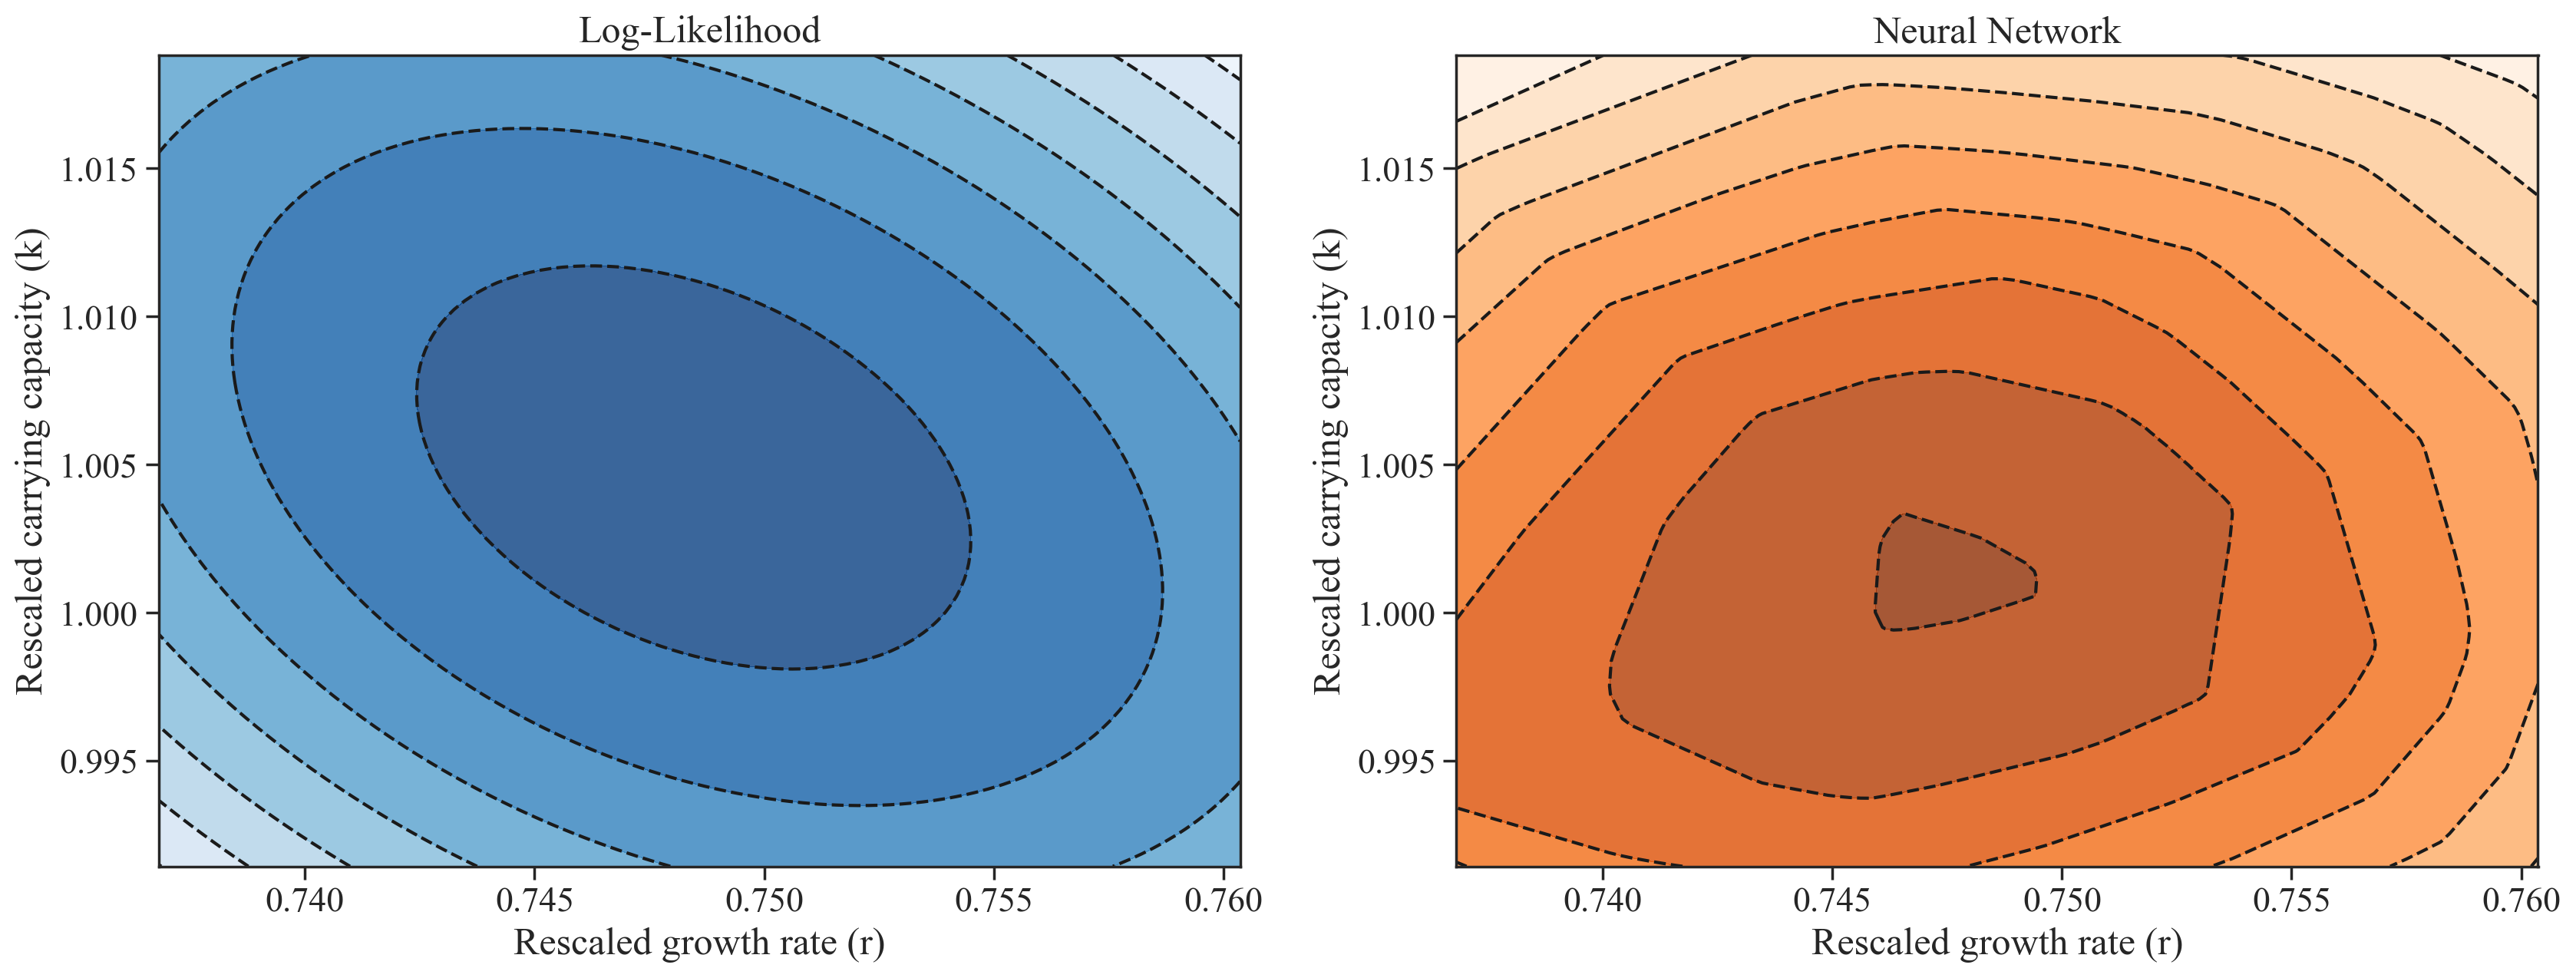 Log-Likelihood
Rescaled carrying capacity (k)
1.015
1.010
1.005
1.000
0.995
0.740 0.745 0.750 0.755 0.760
Rescaled growth rate (r)
Neural Network
Rescaled carrying capacity (k)
1.015
1.010
1.005
1.000
0.995
0.740 0.745 0.750 0.755 0.760
Rescaled growth rate (r)